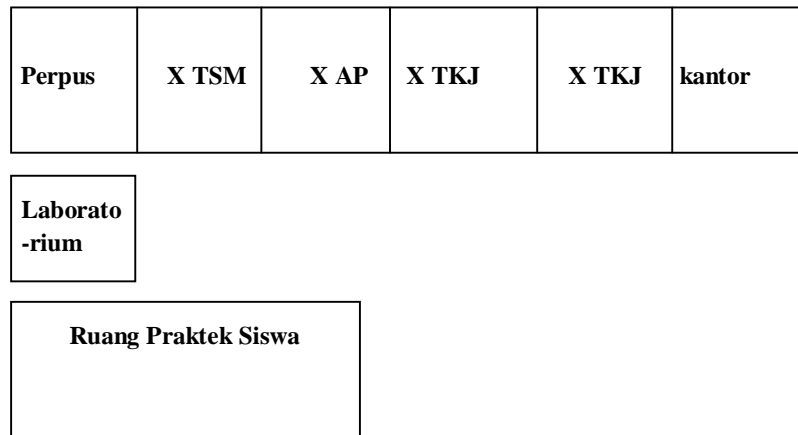 Perpus X TSM X AP X TKJ X TKJ kantor
Laborato
-rium
Ruang Praktek Siswa